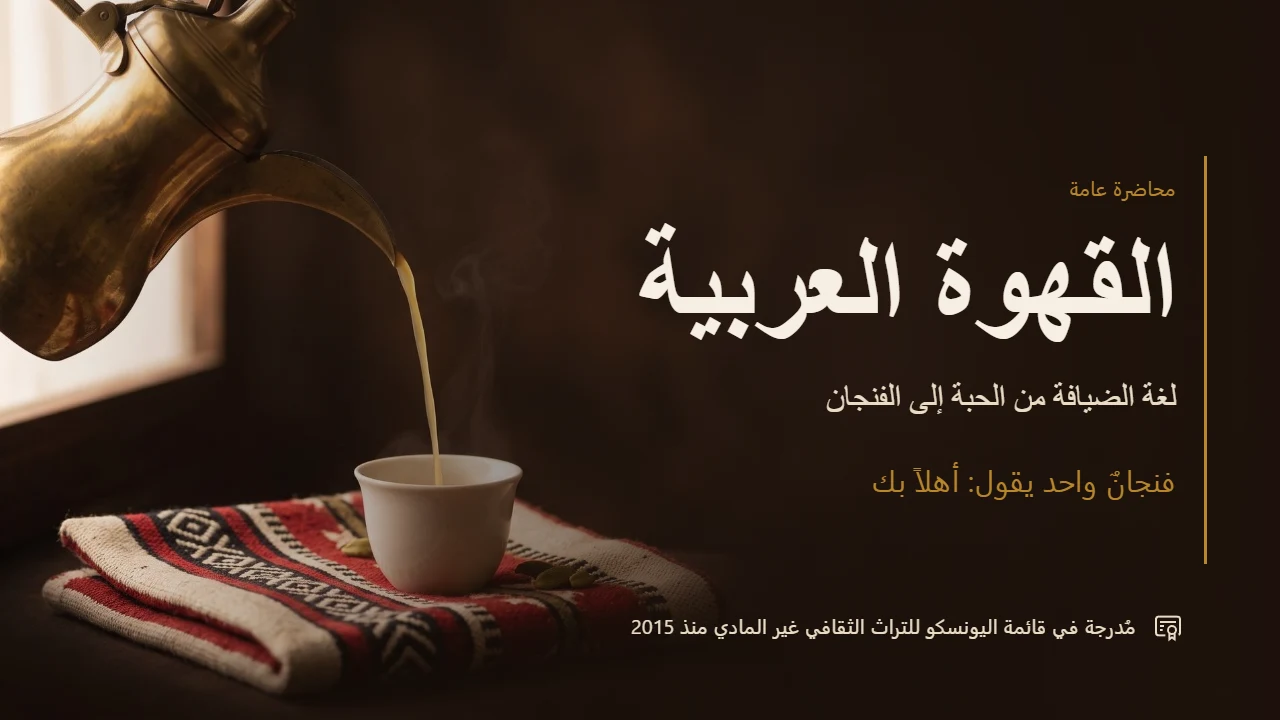 محاضرة عامة
القهوة العربية
لغة الضيافة من الحبة إلى الفنجان
فنجانٌ واحد يقول: أهلاً بك
مُدرجة في قائمة اليونسكو للتراث الثقافي غير المادي منذ 2015